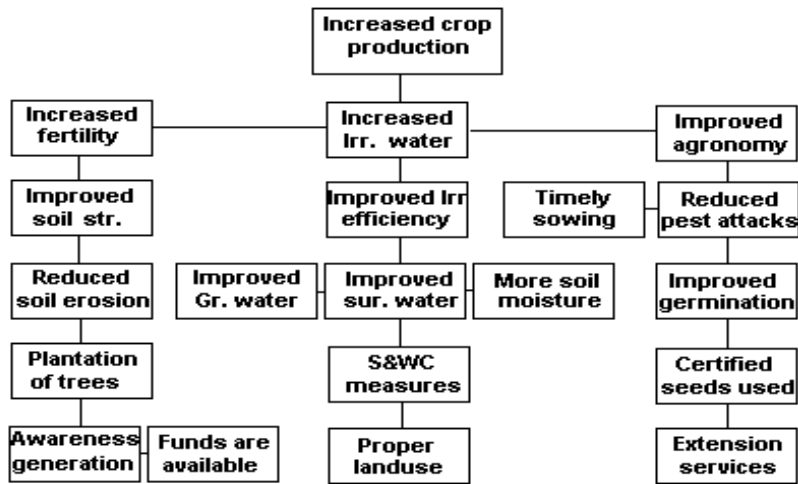 Increased crop
production
Increased
fertility
Increased
Irr. water
Improved
agronomy
Improved
soil str.
Improved Irr
efficiency
Timely
sowing
Reduced
pest attacks
Reduced
soil erosion
Improved
Gr. water
Improved
sur. water
More soil
moisture
Improved
germination
Plantation
of trees
S&WC
measures
Certified
seeds used
Awareness
generation
Funds are
available
Proper
landuse
Extension
services